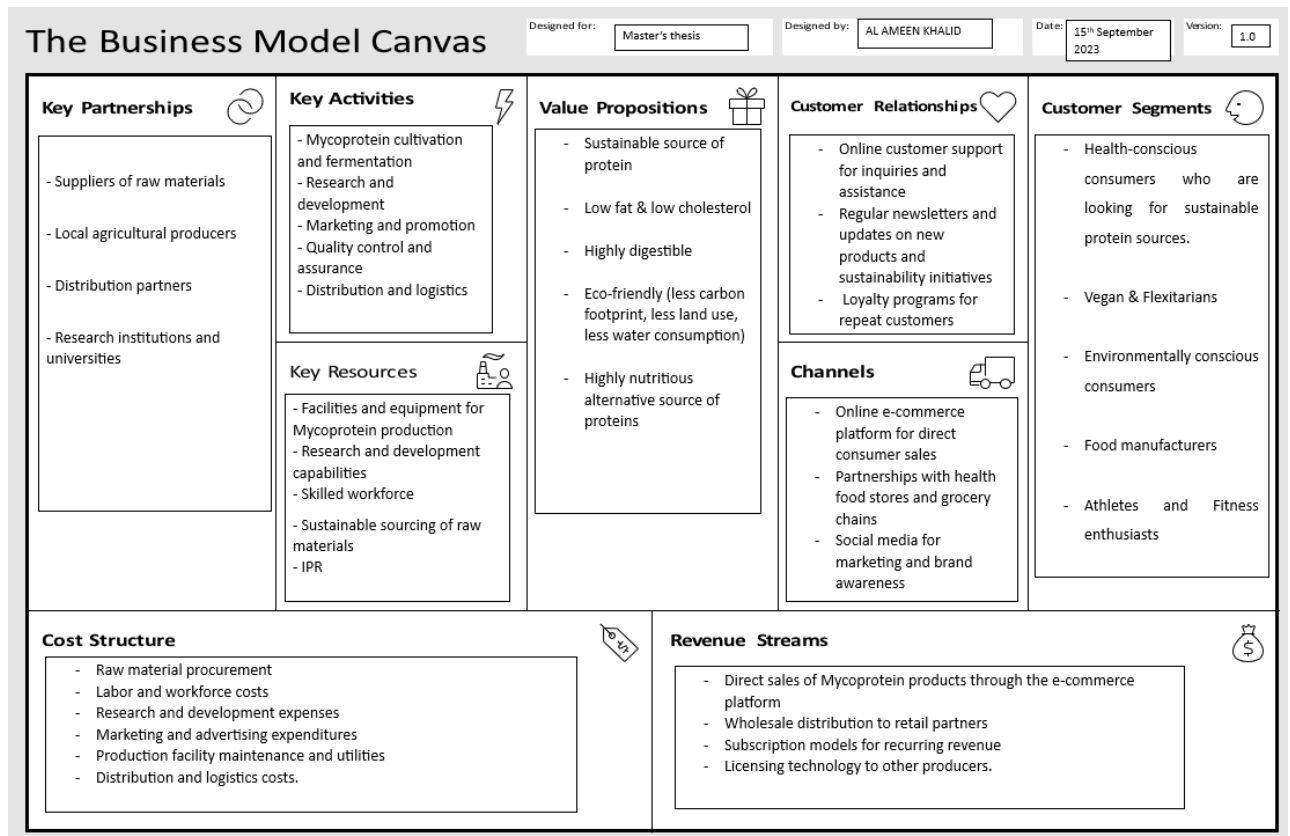 The Business Model Canvas
Designed for:
Master's thesis
Designed by:
AL AMEEN KHALID
Date:
15th September
2023
Version:
1.0
Key Partnerships
- Suppliers of raw materials
- Local agricultural producers
- Distribution partners
- Research institutions and
universities
Key Activities
- Mycoprotein cultivation
and fermentation
- Research and
development
- Marketing and promotion
- Quality control and
assurance
- Distribution and logistics
Key Resources
- Facilities and equipment for
Mycoprotein production
- Research and development
capabilities
- Skilled workforce
- Sustainable sourcing of raw
materials
- IPR
Value Propositions
- Sustainable source of
protein
- Low fat & low cholesterol
- Highly digestible
- Eco-friendly (less carbon
footprint, less land use,
less water consumption)
- Highly nutritious
alternative source of
proteins
Customer Relationships
- Online customer support
for inquiries and
assistance
- Regular newsletters and
updates on new
products and
sustainability initiatives
- Loyalty programs for
repeat customers
Channels
- Online e-commerce
platform for direct
consumer sales
- Partnerships with health
food stores and grocery
chains
- Social media for
marketing and brand
awareness
Customer Segments
- Health-conscious
consumers who are
looking for sustainable
protein sources.
- Vegan & Flexitarians
- Environmentally conscious
consumers
- Food manufacturers
- Athletes and Fitness
enthusiasts
Cost Structure
$
- Raw material procurement
- Labor and workforce costs
- Research and development expenses
- Marketing and advertising expenditures
- Production facility maintenance and utilities
- Distribution and logistics costs.
Revenue Streams
$
- Direct sales of Mycoprotein products through the e-commerce
platform
- Wholesale distribution to retail partners
- Subscription models for recurring revenue
- Licensing technology to other producers.